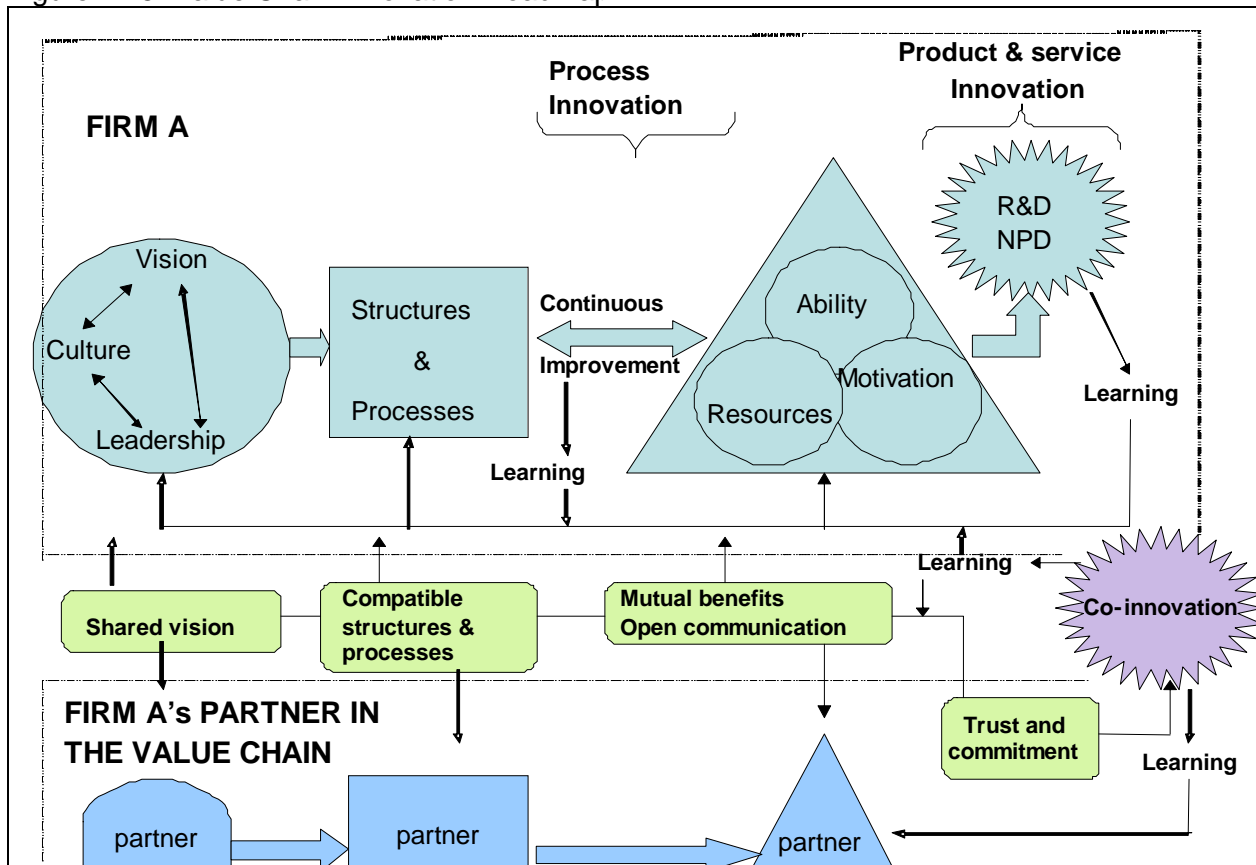 Process
Innovation
Product & service
Innovation
FIRM A
R&D
NPD
Vision
Culture
Leadership
Structures
&
Processes
Continuous
Improvement
Learning
Ability
Motivation
Resources
Learning
Learning
Co-innovation
Shared vision
Compatible
structures &
processes
Mutual benefits
Open communication
FIRM A's PARTNER IN
THE VALUE CHAIN
Trust and
commitment
Learning
partner
partner
partner